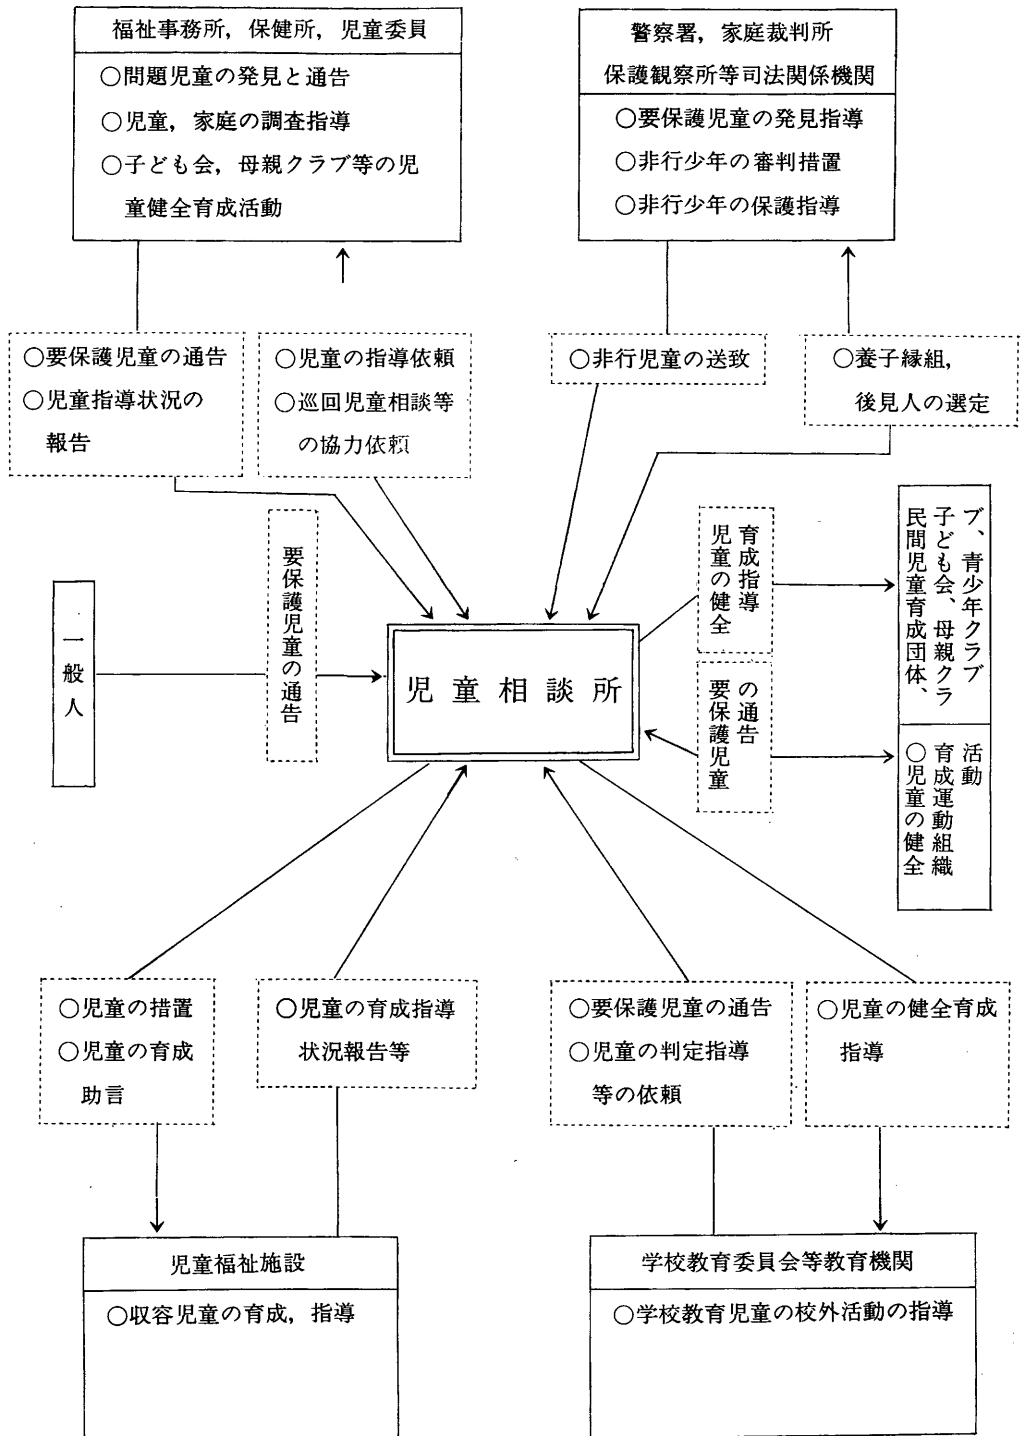 福祉事務所，保健所，児童委員
○問題児童の発見と通告
○児童，家庭の調査指導
○子ども会，母親クラブ等の児
童健全育成活動
警察署，家庭裁判所
保護観察所等司法関係機関
○要保護児童の発見指導
○非行少年の審判措置
○非行少年の保護指導
○要保護児童の通告
○児童指導状況の
報告
○児童の指導依頼
○巡回児童相談等
の協力依頼
○非行児童の送致
○養子縁組，
後見人の選定
一般人
要保護児童の通告
児童相談所
児童の健全
育成指導
要保護児童
の通告
民間児童育成団体、
子ども会、母親クラ
ブ、青少年クラブ
○児童の健全
育成運動組織
活動
○児童の措置
○児童の育成
助言
○児童の育成指導
状況報告等
○要保護児童の通告
○児童の判定指導
等の依頼
○児童の健全育成
指導
児童福祉施設
○収容児童の育成，指導
学校教育委員会等教育機関
○学校教育児童の校外活動の指導